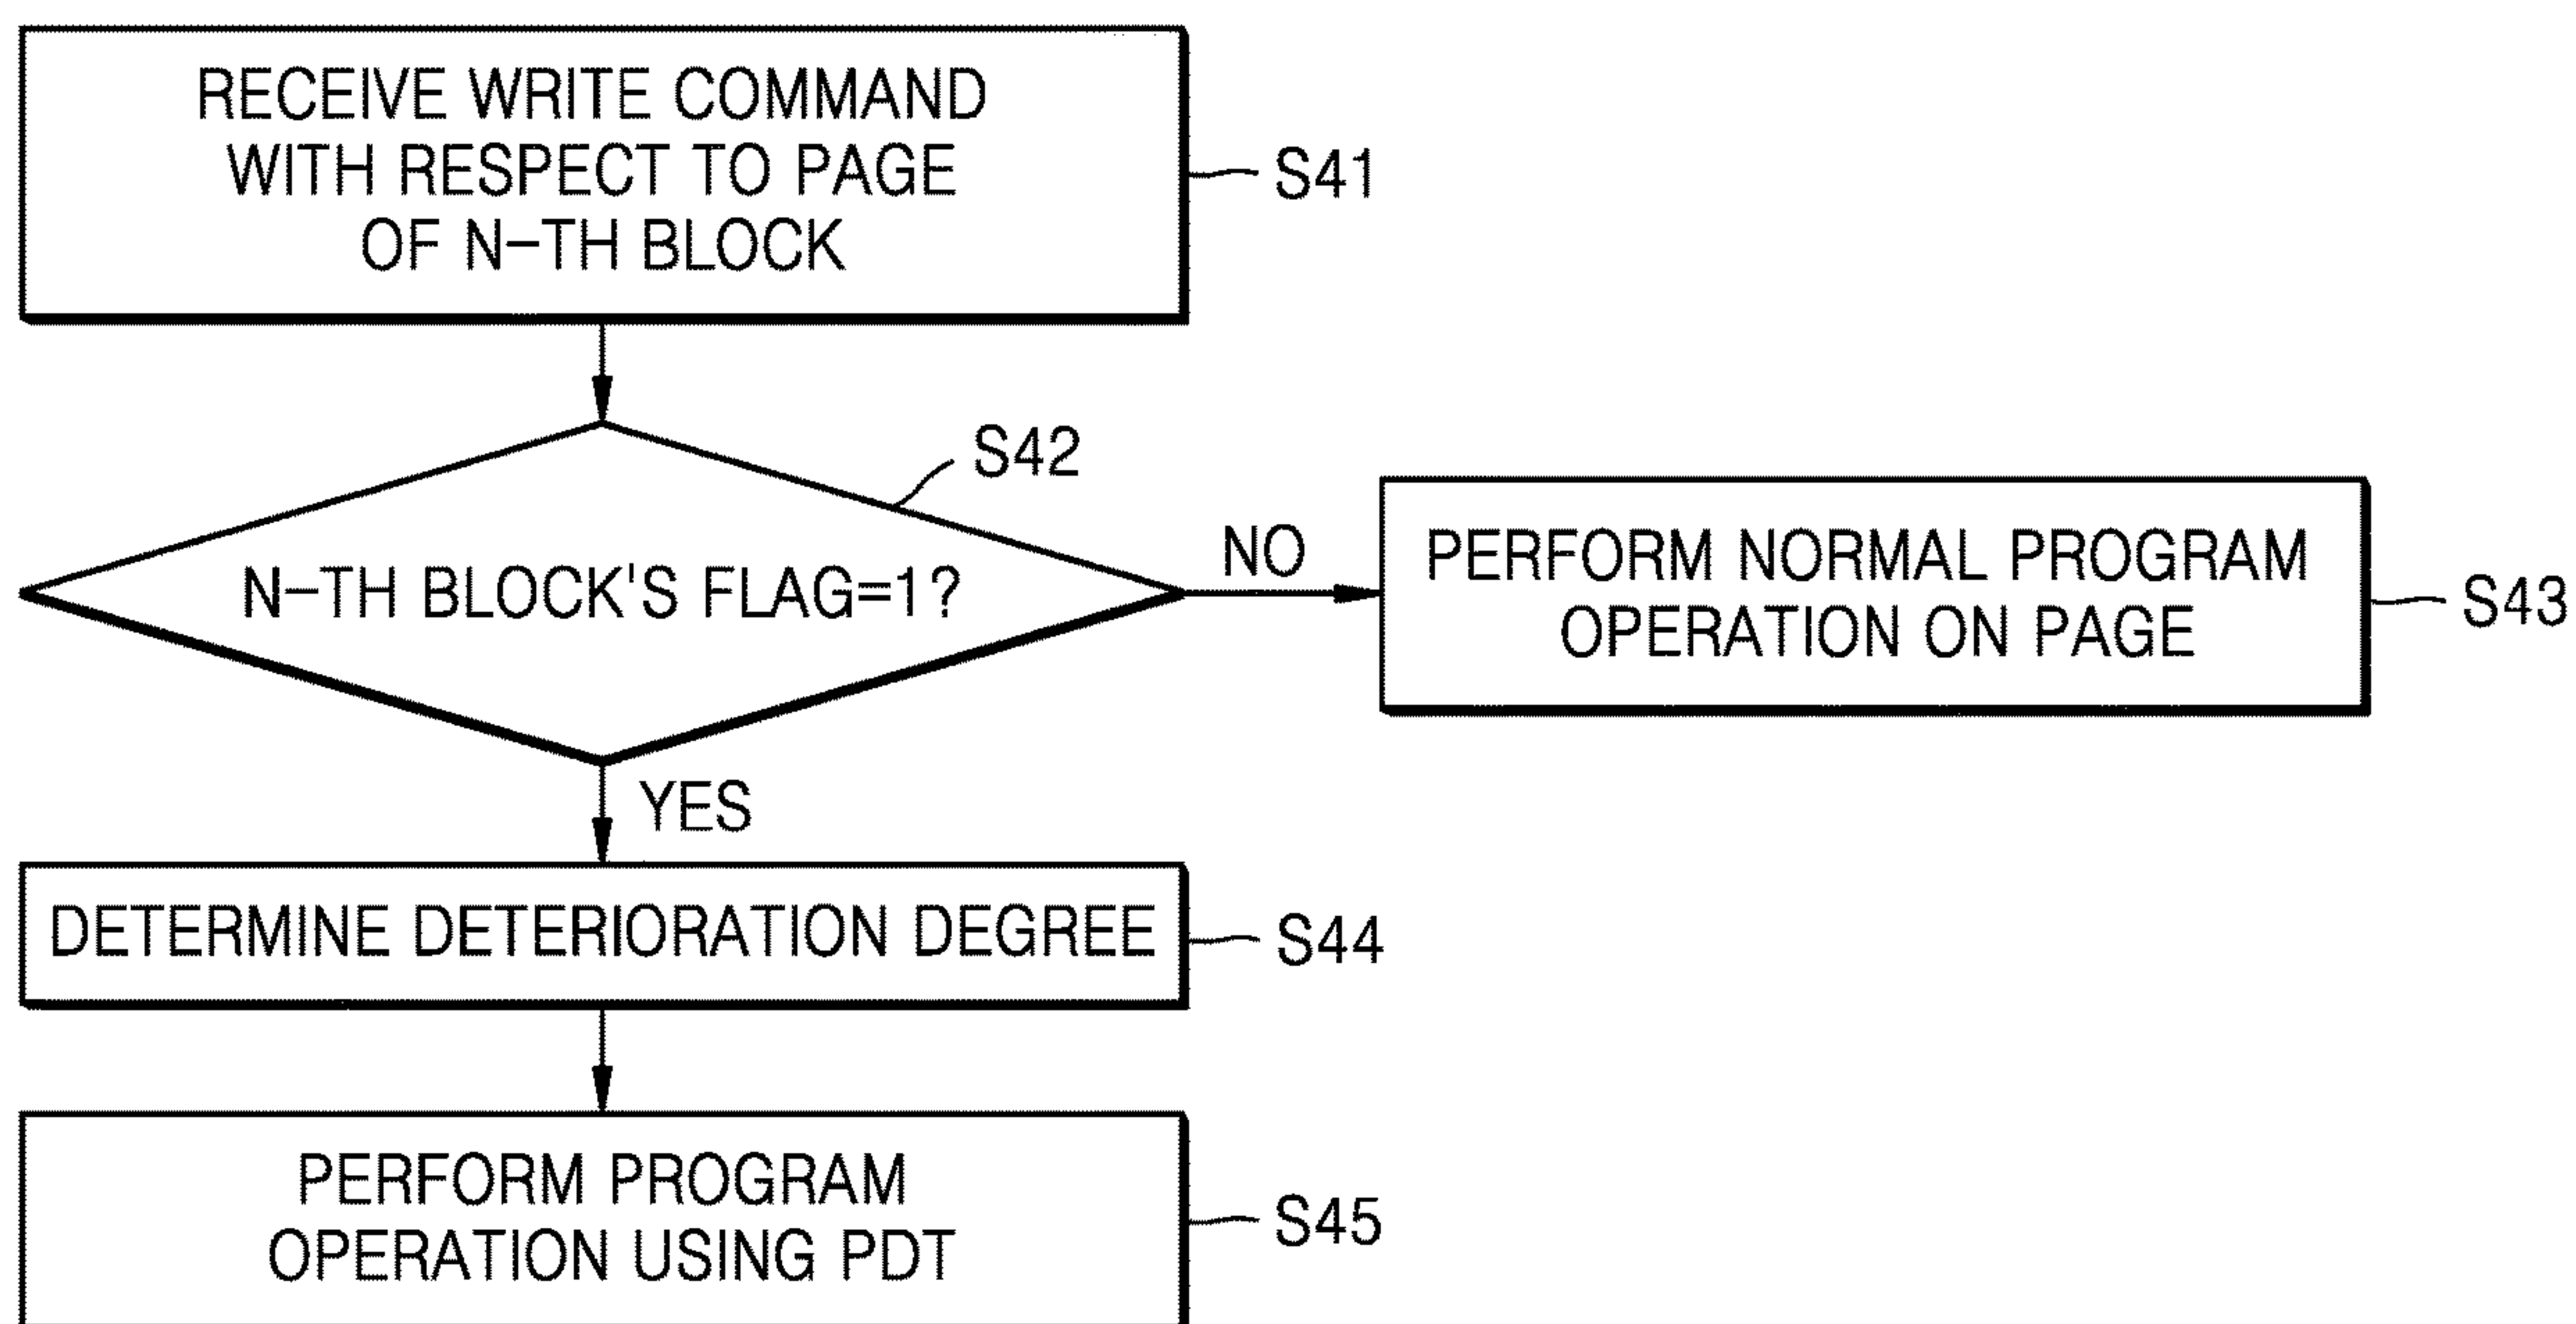 RECEIVE WRITE COMMAND
WITH RESPECT TO PAGE
OF N-TH BLOCK
S41
S42
N-TH BLOCK'S FLAG=1?
NO
PERFORM NORMAL PROGRAM
OPERATION ON PAGE
S43
YES
DETERMINE DETERIORATION DEGREE
S44
PERFORM PROGRAM
OPERATION USING PDT
S45